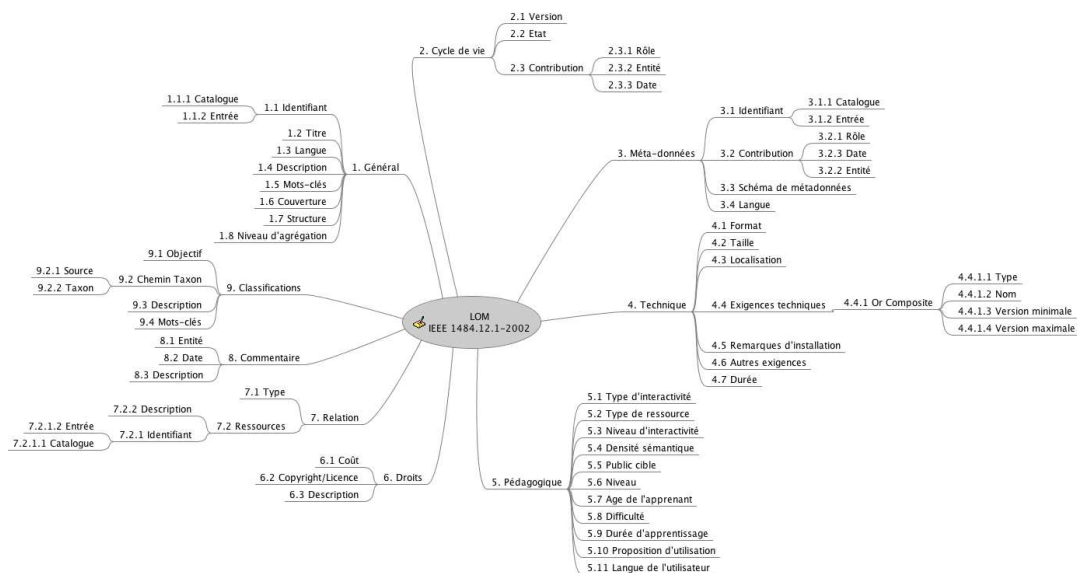 LOM
IEEE 1484.12.1-2002
1. Général
1.1 Identifiant
1.1.1 Catalogue
1.1.2 Entrée
1.2 Titre
1.3 Langue
1.4 Description
1.5 Mots-clés
1.6 Couverture
1.7 Structure
1.8 Niveau d'agrégation
2. Cycle de vie
2.1 Version
2.2 Etat
2.3 Contribution
2.3.1 Rôle
2.3.2 Entité
2.3.3 Date
3. Méta-données
3.1 Identifiant
3.1.1 Catalogue
3.1.2 Entrée
3.2 Contribution
3.2.1 Rôle
3.2.3 Date
3.2.2 Entité
3.3 Schéma de métadonnées
3.4 Langue
4. Technique
4.1 Format
4.2 Taille
4.3 Localisation
4.4 Exigences techniques
4.4.1 Or Composite
4.4.1.1 Type
4.4.1.2 Nom
4.4.1.3 Version minimale
4.4.1.4 Version maximale
4.5 Remarques d'installation
4.6 Autres exigences
4.7 Durée
5. Pédagogique
5.1 Type d'interactivité
5.2 Type de ressource
5.3 Niveau d'interactivité
5.4 Densité sémantique
5.5 Public cible
5.6 Niveau
5.7 Age de l'apprenant
5.8 Difficulté
5.9 Durée d'apprentissage
5.10 Proposition d'utilisation
5.11 Langue de l'utilisateur
6. Droits
6.1 Coût
6.2 Copyright/Licence
6.3 Description
7. Relation
7.1 Type
7.2 Ressources
7.2.2 Description
7.2.1 Identifiant
7.2.1.2 Entrée
7.2.1.1 Catalogue
8. Commentaire
8.1 Entité
8.2 Date
8.3 Description
9. Classifications
9.1 Objectif
9.2 Chemin Taxon
9.2.1 Source
9.2.2 Taxon
9.3 Description
9.4 Mots-clés